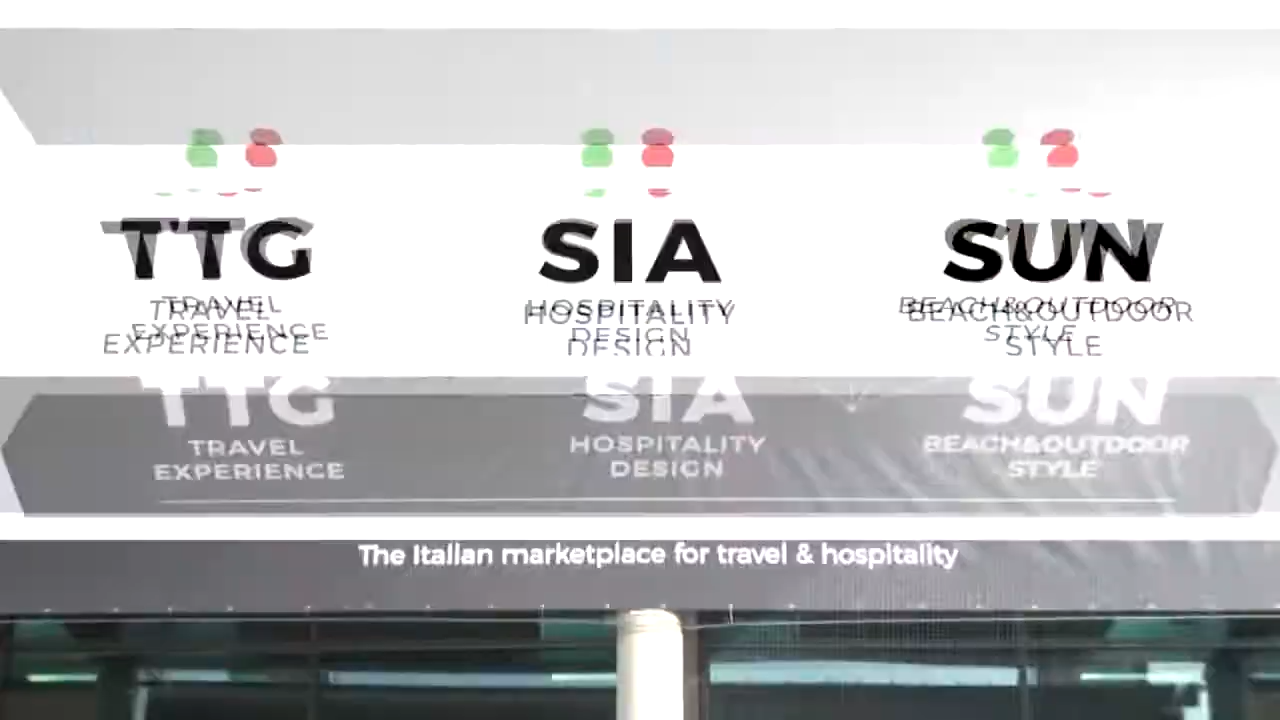 TTG
SIA
SUN
TRAVEL
EXPERIENCE
HOSPITALITY
DESIGN
BEACH&OUTDOOR
STYLE
TTG
SIA
SUN
TRAVEL
EXPERIENCE
HOSPITALITY
DESIGN
BEACH&OUTDOOR
STYLE
The Italian marketplace for travel & hospitality